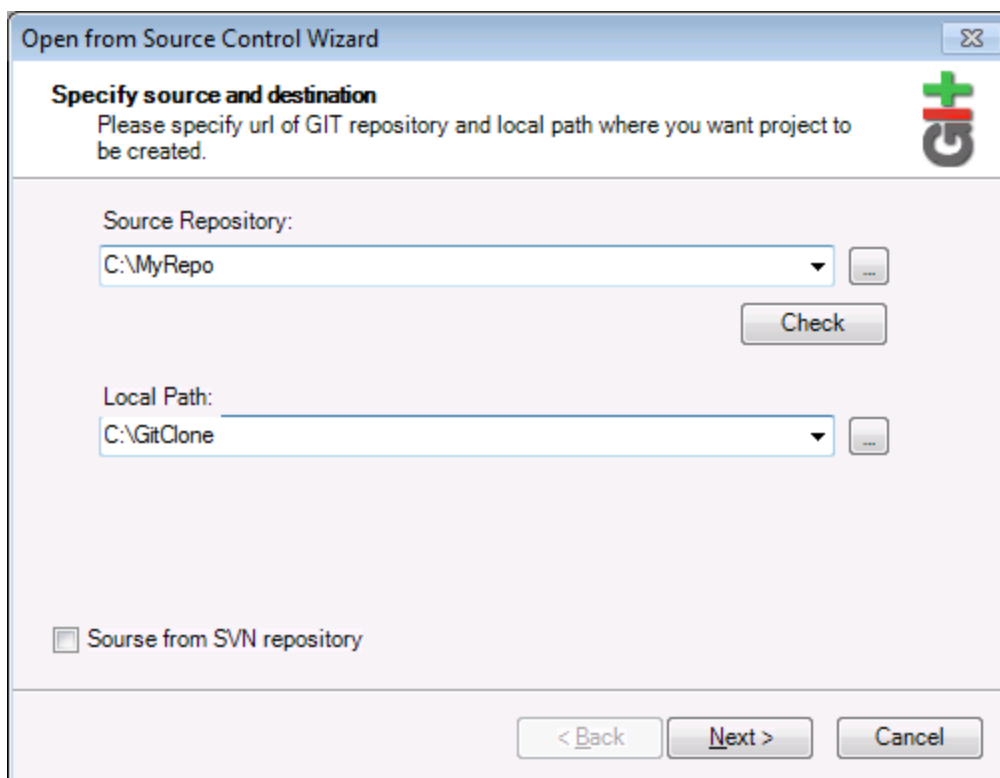 Open from Source Control Wizard
Specify source and destination
Please specify url of GIT repository and local path where you want project to
be created.
GIt
Source Repository:
C:\MyRepo
...
Check
Local Path:
C:\GitClone
...
Sourse from SVN repository
< Back
Next >
Cancel